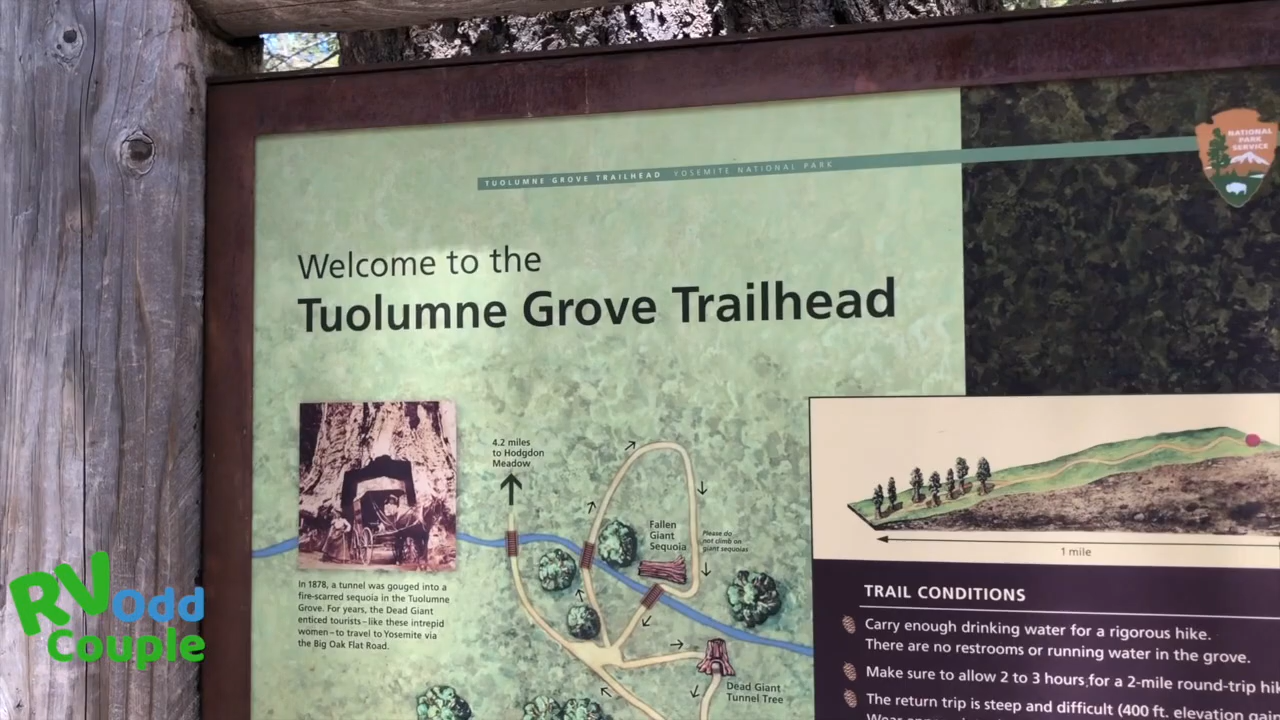 TUOLUMNE GROVE TRAILHEAD YOSEMITE NATIONAL PARK
NATIONAL
PARK
SERVICE
Welcome to the
Tuolumne Grove Trailhead
4.2 miles
to Hodgdon
Meadow
Fallen
Giant
Sequoia
Please do
not climb on
giant sequoias
Dead Giant
Tunnel Tree
In 1878, a tunnel was gouged into a
fire-scarred sequoia in the Tuolumne
Grove. For years, the Dead Giant
enticed tourists–like these intrepid
women–to travel to Yosemite via
the Big Oak Flat Road.
1 mile
TRAIL CONDITIONS
Carry enough drinking water for a rigorous hike.
There are no restrooms or running water in the grove.
Make sure to allow 2 to 3 hours for a 2-mile round-trip hik
The return trip is steep and difficult (400 ft. elevation gai
RV Odd
Couple